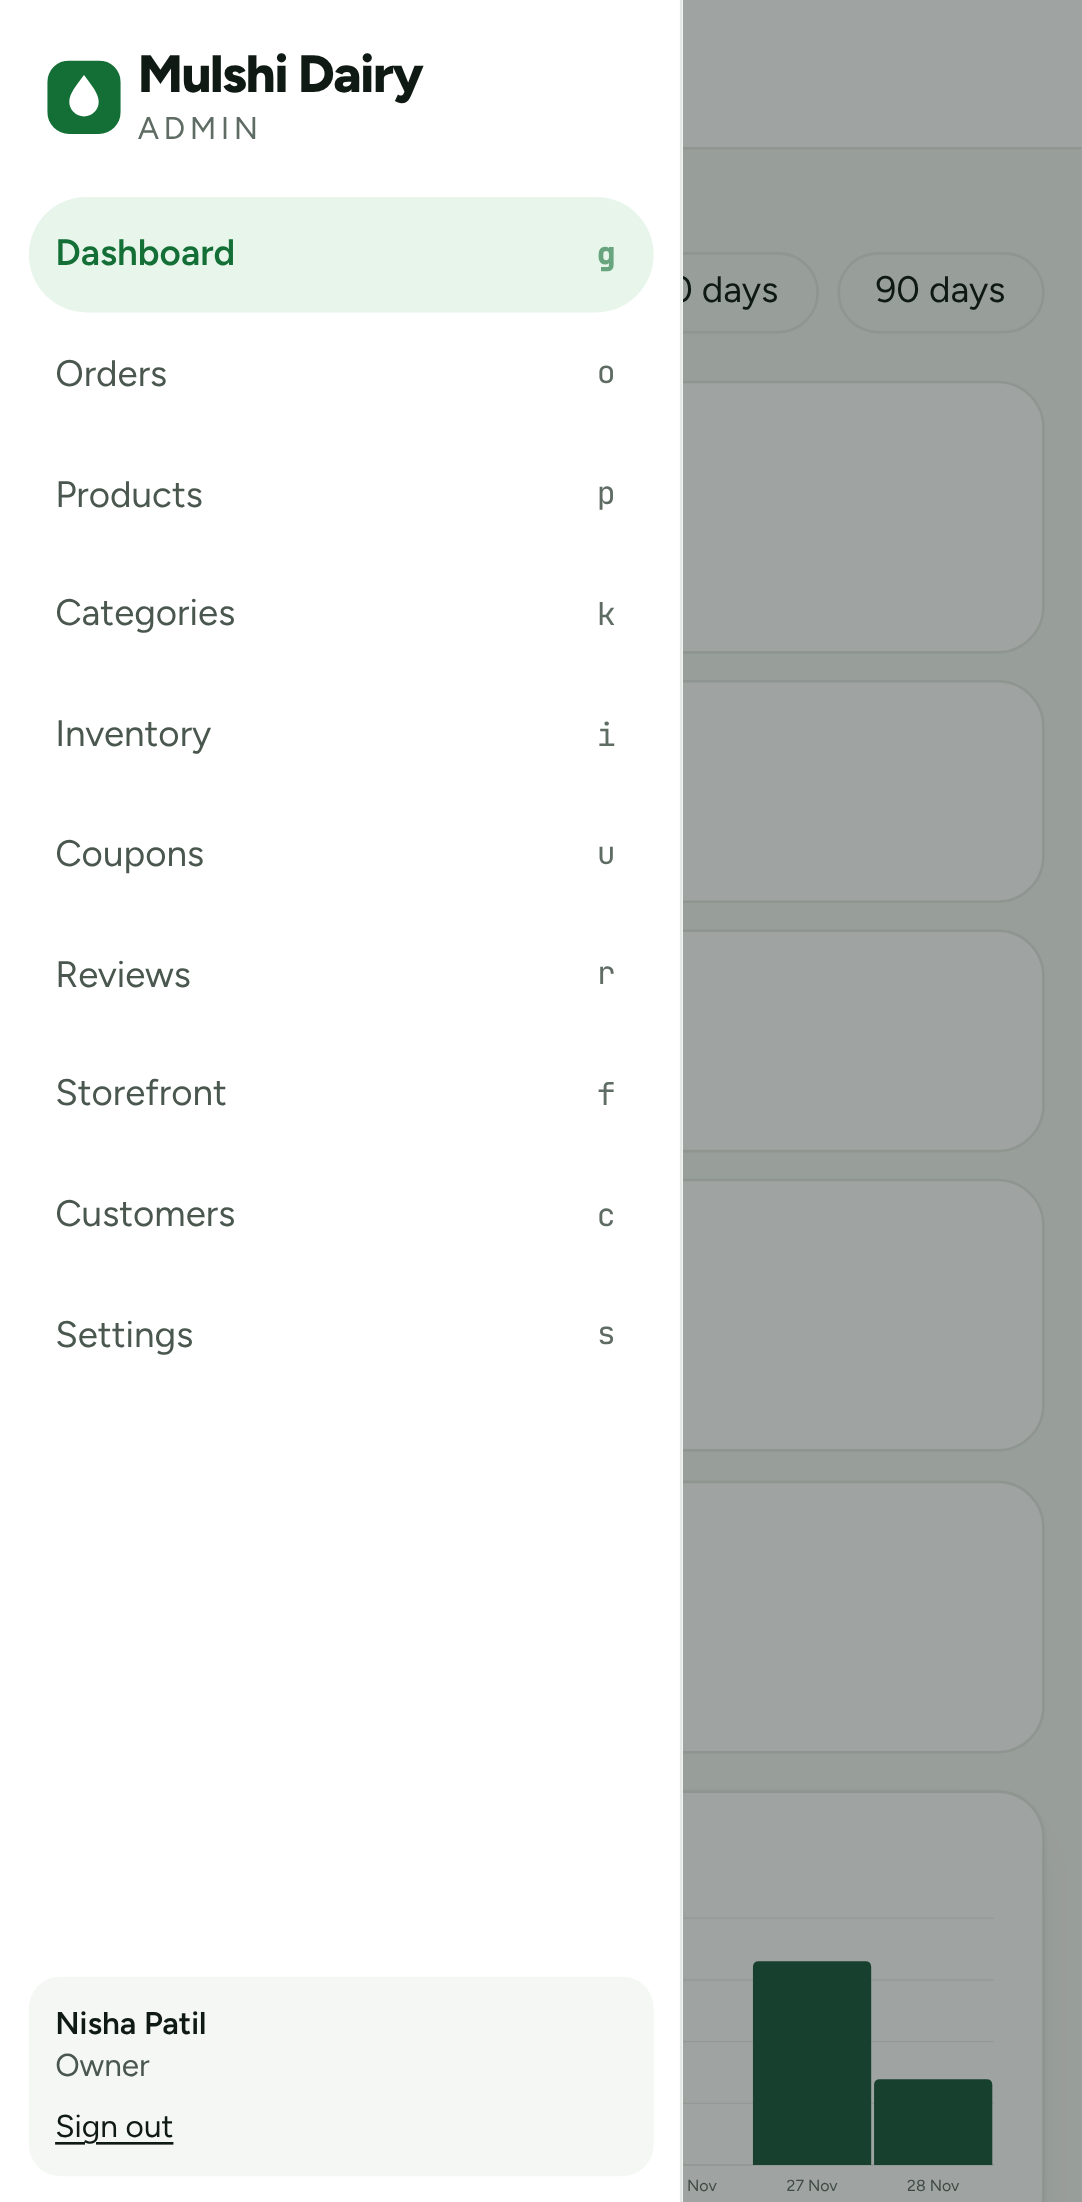 Mulshi Dairy
ADMIN
Dashboard g
Orders o
Products p
Categories k
Inventory i
Coupons u
Reviews r
Storefront f
Customers c
Settings s
Nisha Patil
Owner
Sign out
0 days
90 days
Nov
27 Nov
28 Nov